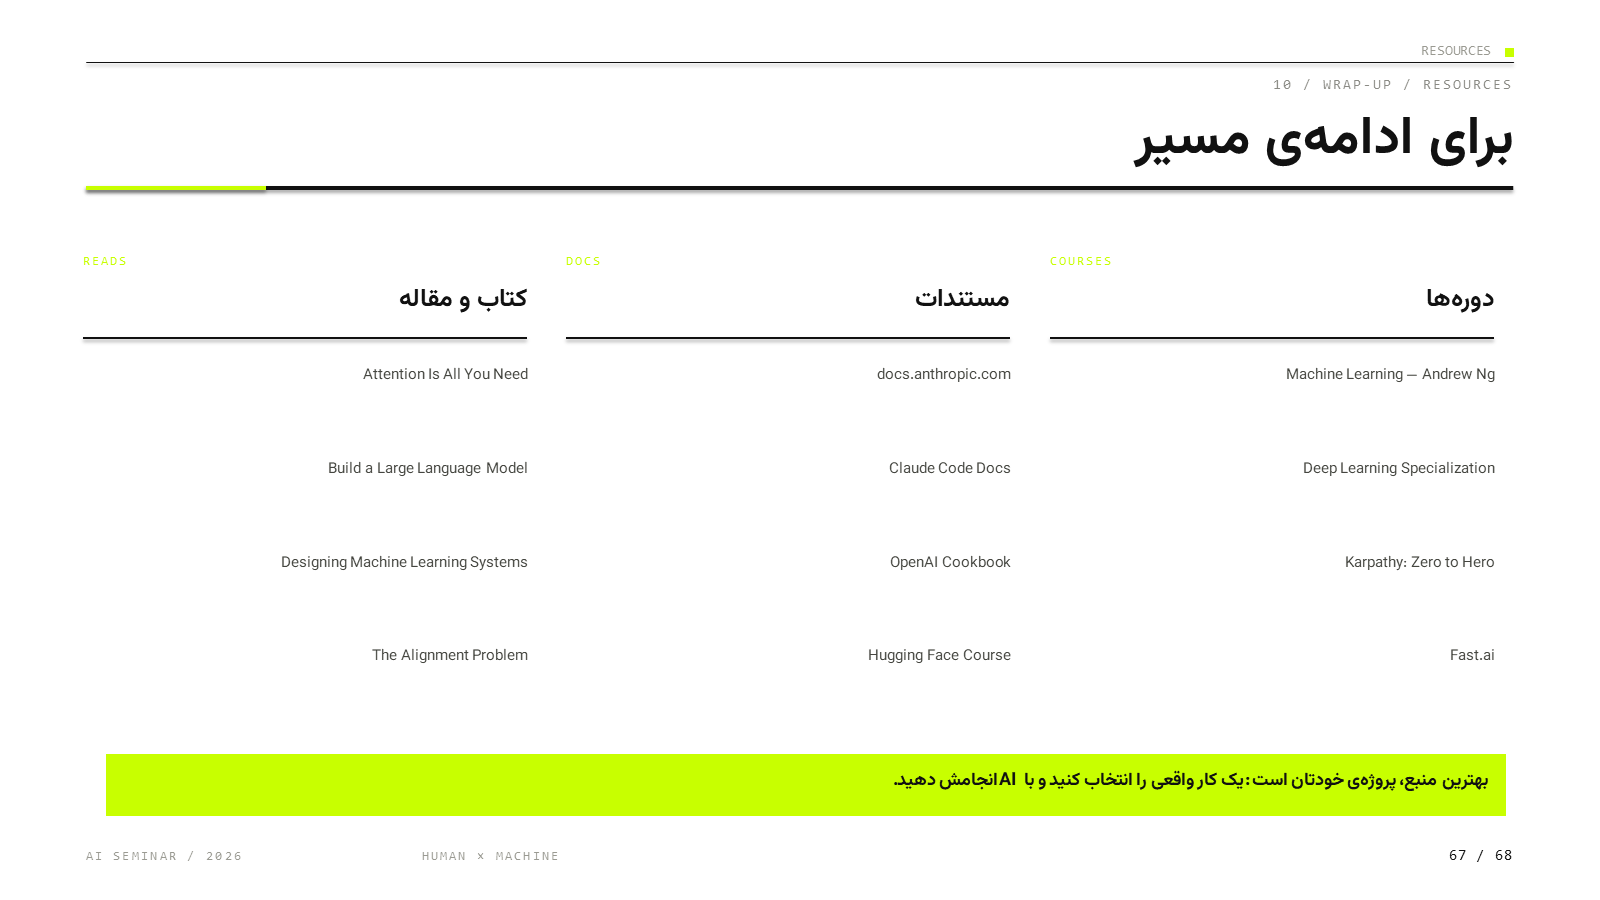 RESOURCES
10 / WRAP-UP / RESOURCES
برای ادامه‌ی مسیر
COURSES
دوره‌ها
Machine Learning — Andrew Ng
Deep Learning Specialization
Karpathy: Zero to Hero
Fast.ai
DOCS
مستندات
docs.anthropic.com
Claude Code Docs
OpenAI Cookbook
Hugging Face Course
READS
کتاب و مقاله
Attention Is All You Need
Build a Large Language Model
Designing Machine Learning Systems
The Alignment Problem
بهترین منبع، پروژه‌ی خودتان است: یک کار واقعی را انتخاب کنید و با AI انجامش دهید.
AI SEMINAR / 2026
HUMAN × MACHINE
67 / 68